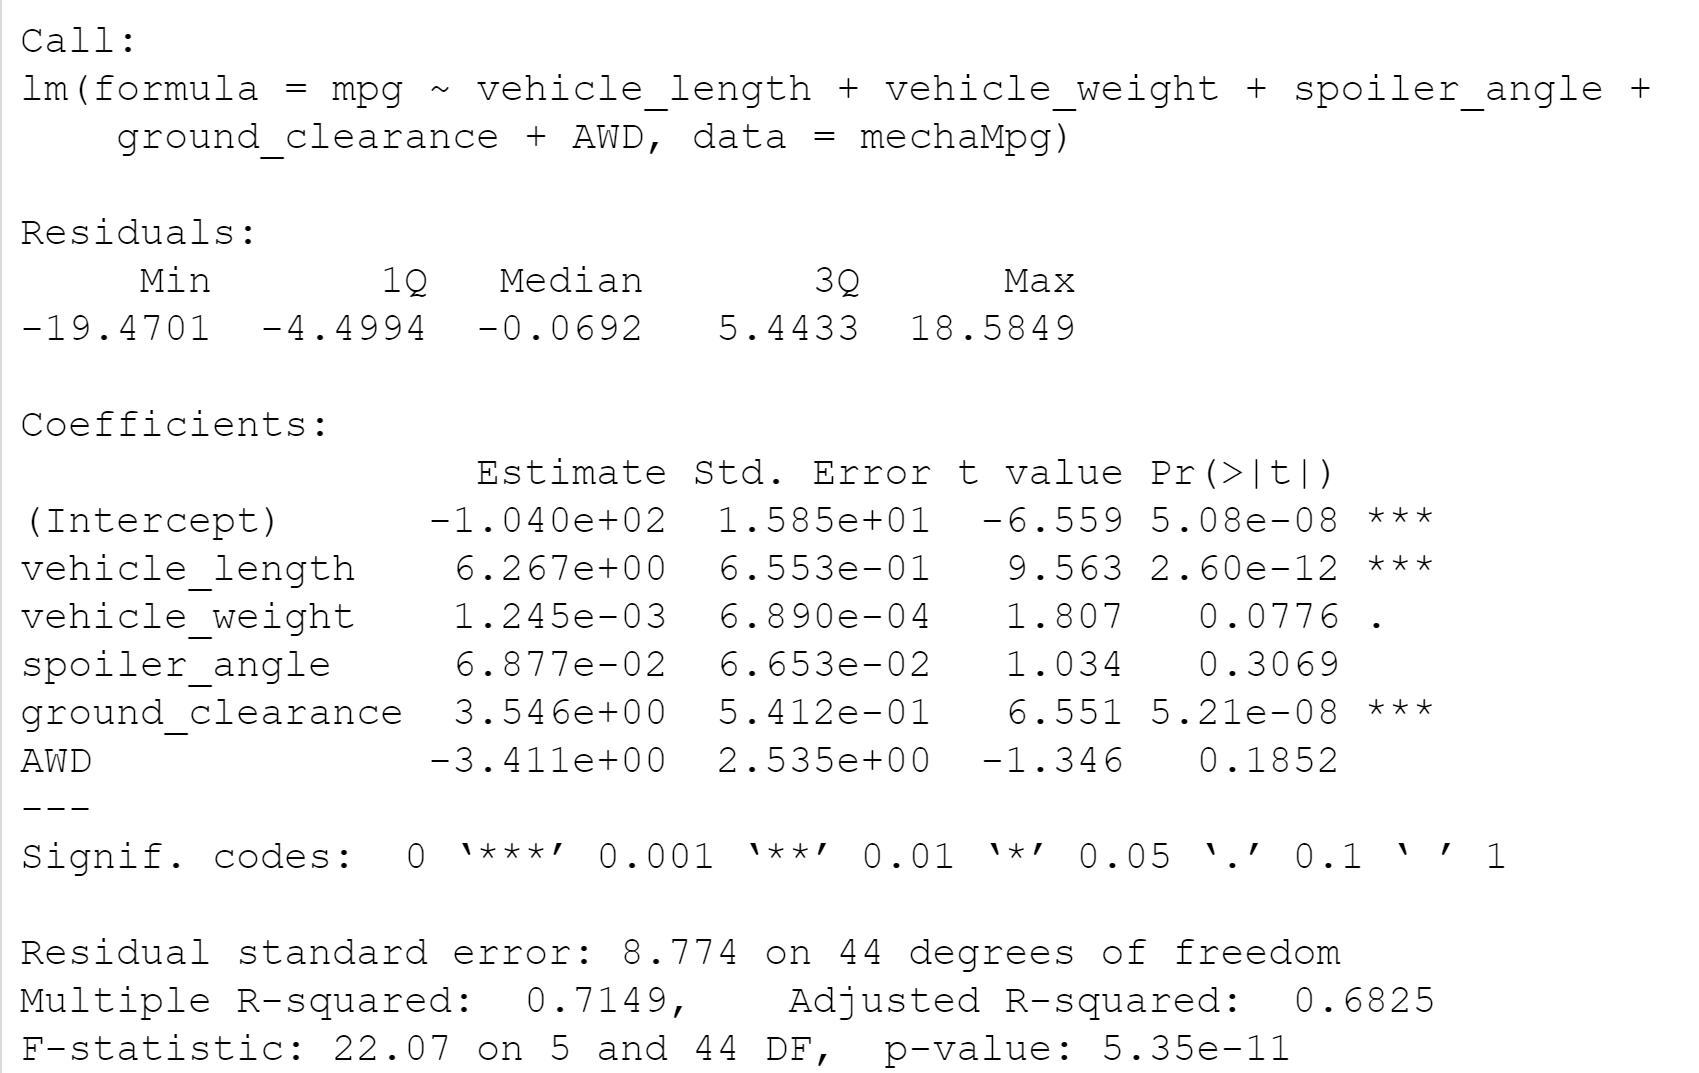 Call:
lm(formula = mpg ~ vehicle_length + vehicle_weight + spoiler_angle +
    ground_clearance + AWD, data = mechaMpg)

Residuals:
     Min       1Q   Median       3Q      Max
-19.4701  -4.4994  -0.0692   5.4433  18.5849

Coefficients:
                   Estimate Std. Error t value Pr(>|t|)
(Intercept)      -1.040e+02  1.585e+01  -6.559 5.08e-08 ***
vehicle_length    6.267e+00  6.553e-01   9.563 2.60e-12 ***
vehicle_weight    1.245e-03  6.890e-04   1.807   0.0776 .
spoiler_angle     6.877e-02  6.653e-02   1.034   0.3069
ground_clearance  3.546e+00  5.412e-01   6.551 5.21e-08 ***
AWD              -3.411e+00  2.535e+00  -1.346   0.1852
---
Signif. codes:  0 ‘***’ 0.001 ‘**’ 0.01 ‘*’ 0.05 ‘.’ 0.1 ‘ ’ 1

Residual standard error: 8.774 on 44 degrees of freedom
Multiple R-squared:  0.7149,    Adjusted R-squared:  0.6825
F-statistic: 22.07 on 5 and 44 DF,  p-value: 5.35e-11